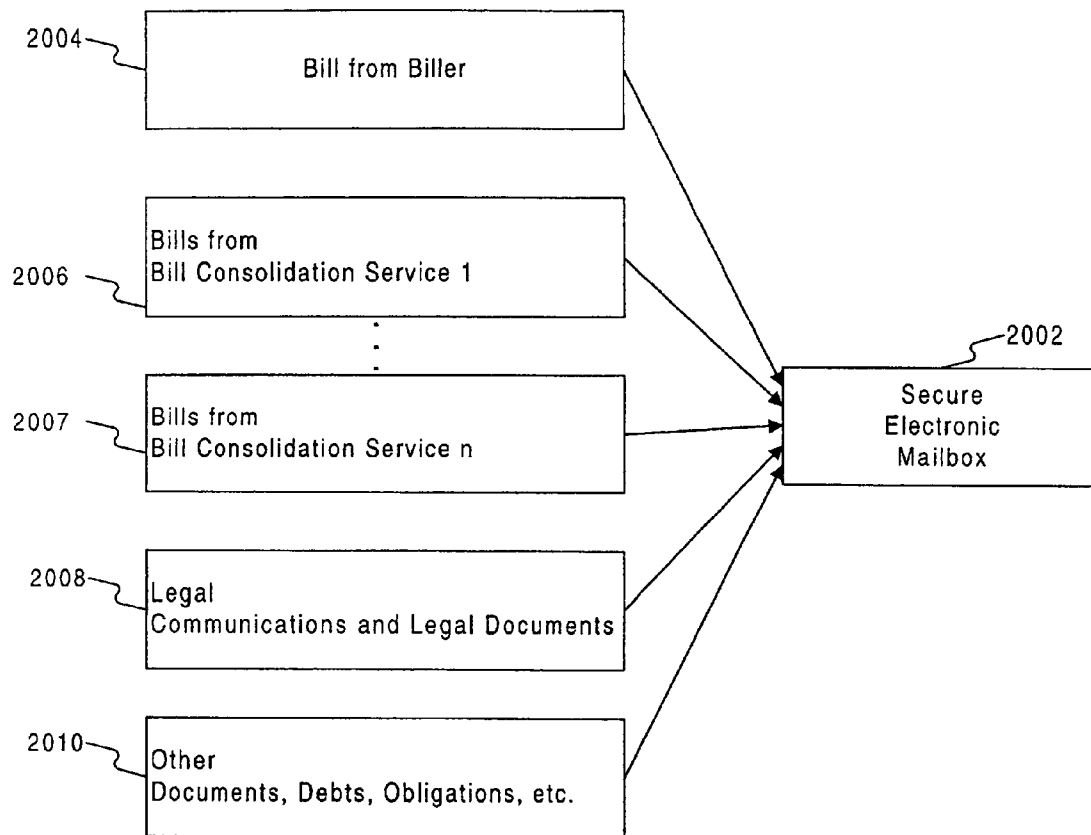 2004
Bill from Biller
Bills from
Bill Consolidation Service 1
2006
2002
Secure
Electronic
Mailbox
Bills from
Bill Consolidation Service n
2007
2008
Legal
Communications and Legal Documents
2010
Other
Documents, Debts, Obligations, etc.